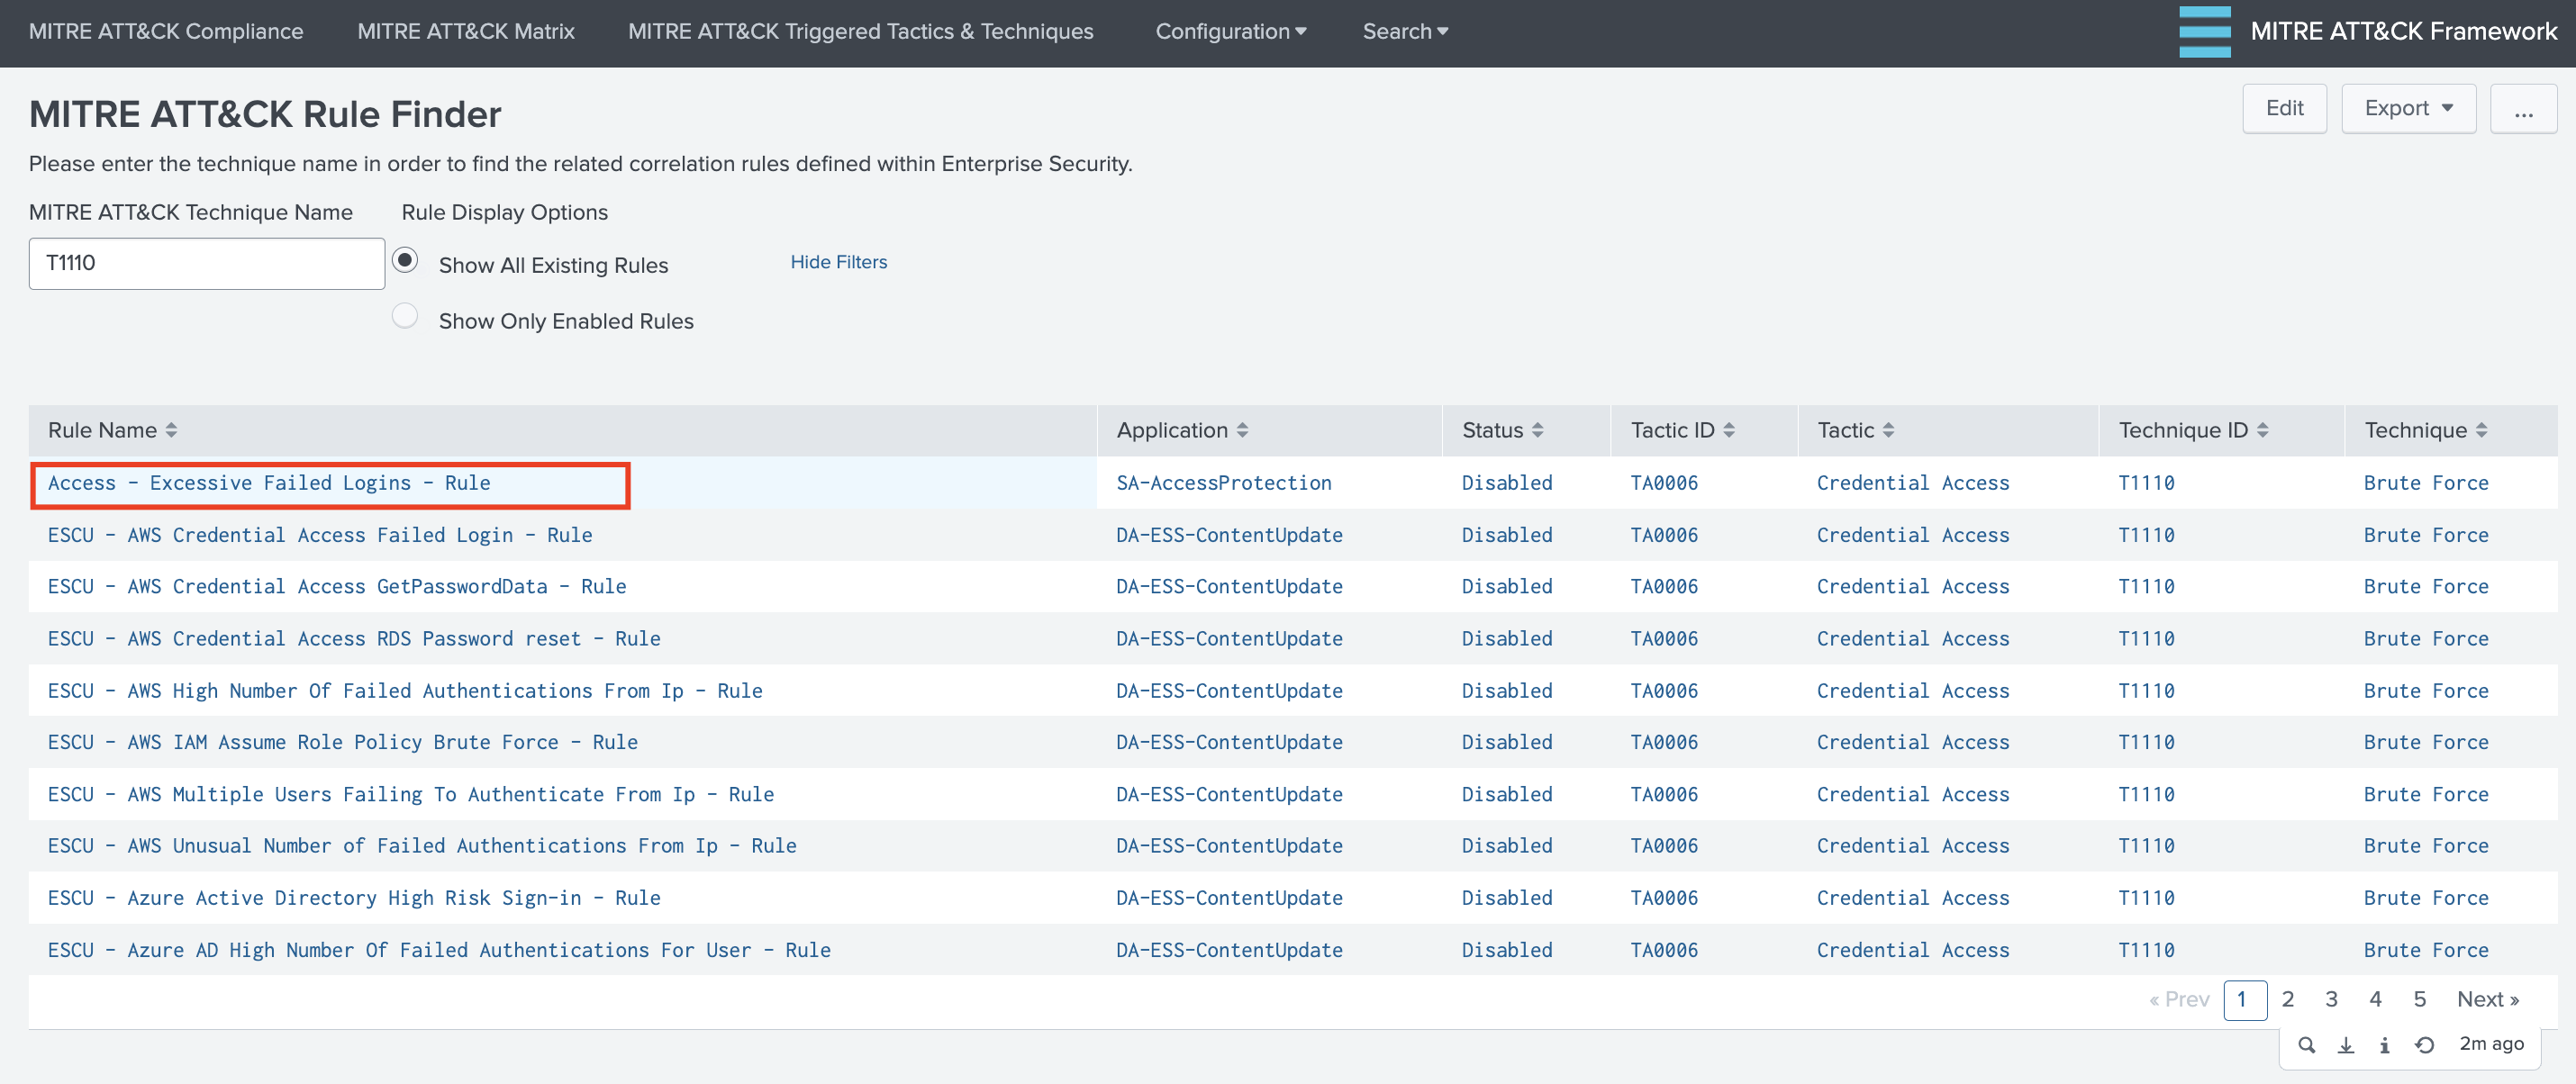 MITRE ATT&CK Compliance MITRE ATT&CK Matrix MITRE ATT&CK Triggered Tactics & Techniques Configuration Search MITRE ATT&CK Framework
MITRE ATT&CK Rule Finder
Edit Export ...
Please enter the technique name in order to find the related correlation rules defined within Enterprise Security.
MITRE ATT&CK Technique Name Rule Display Options
T1110 Show All Existing Rules Hide Filters
Show Only Enabled Rules
Rule Name Application Status Tactic ID Tactic Technique ID Technique
Access - Excessive Failed Logins - Rule SA-AccessProtection Disabled TA0006 Credential Access T1110 Brute Force
ESCU - AWS Credential Access Failed Login - Rule DA-ESS-ContentUpdate Disabled TA0006 Credential Access T1110 Brute Force
ESCU - AWS Credential Access GetPasswordData - Rule DA-ESS-ContentUpdate Disabled TA0006 Credential Access T1110 Brute Force
ESCU - AWS Credential Access RDS Password reset - Rule DA-ESS-ContentUpdate Disabled TA0006 Credential Access T1110 Brute Force
ESCU - AWS High Number Of Failed Authentications From Ip - Rule DA-ESS-ContentUpdate Disabled TA0006 Credential Access T1110 Brute Force
ESCU - AWS IAM Assume Role Policy Brute Force - Rule DA-ESS-ContentUpdate Disabled TA0006 Credential Access T1110 Brute Force
ESCU - AWS Multiple Users Failing To Authenticate From Ip - Rule DA-ESS-ContentUpdate Disabled TA0006 Credential Access T1110 Brute Force
ESCU - AWS Unusual Number of Failed Authentications From Ip - Rule DA-ESS-ContentUpdate Disabled TA0006 Credential Access T1110 Brute Force
ESCU - Azure Active Directory High Risk Sign-in - Rule DA-ESS-ContentUpdate Disabled TA0006 Credential Access T1110 Brute Force
ESCU - Azure AD High Number Of Failed Authentications For User - Rule DA-ESS-ContentUpdate Disabled TA0006 Credential Access T1110 Brute Force
« Prev 1 2 3 4 5 Next »
2m ago